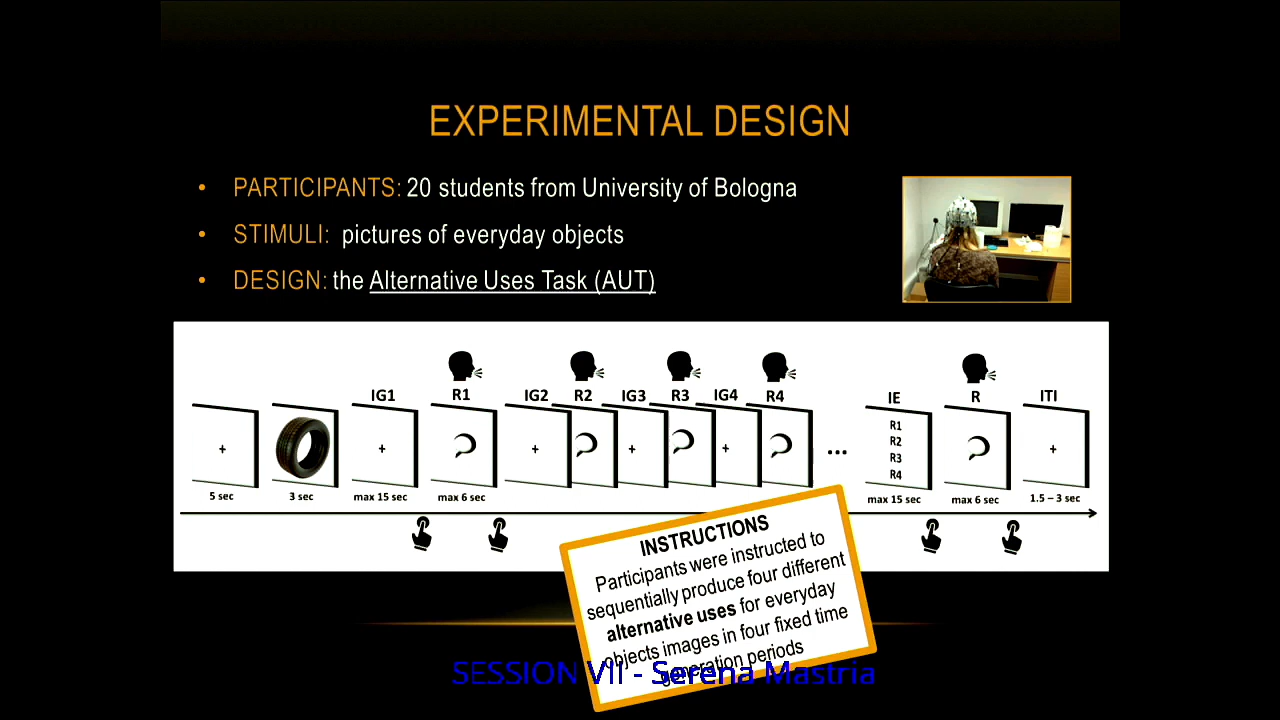 EXPERIMENTAL DESIGN
• PARTICIPANTS: 20 students from University of Bologna
• STIMULI: pictures of everyday objects
• DESIGN: the Alternative Uses Task (AUT)
IG1 R1 IG2 R2 IG3 R3 IG4 R4 IE R ITI
+ + ? + ? + ? + ? ... R1 ? +
R2
R3
R4
5 sec 3 sec max 15 sec max 6 sec max 15 sec max 6 sec 1.5 – 3 sec
INSTRUCTIONS
Participants were instructed to
sequentially produce four different
alternative uses for everyday
objects images in four fixed time
generation periods
SESSION VII - Serena Mastria